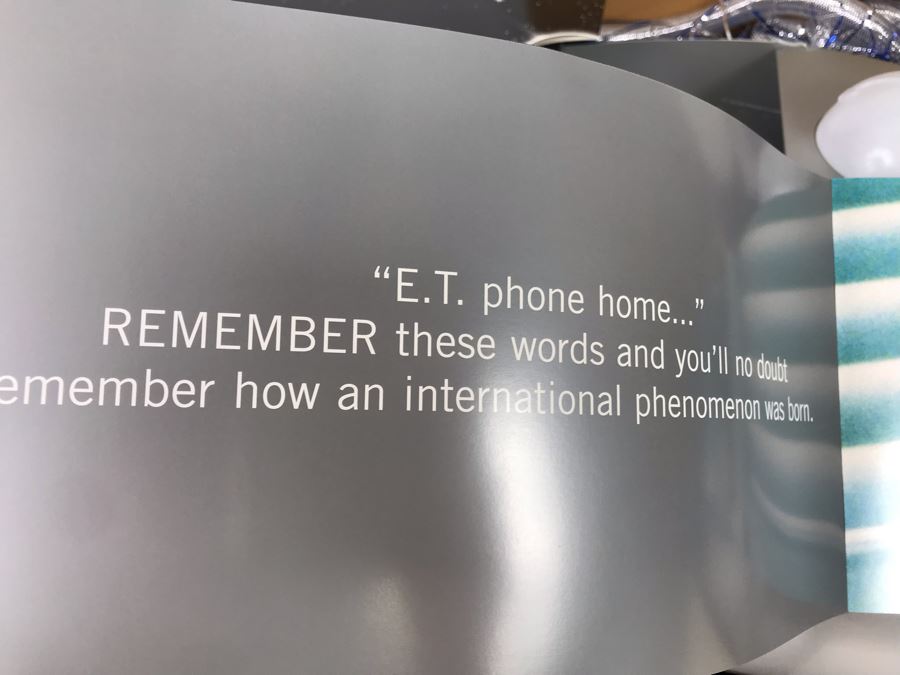 “E.T. phone home...”
REMEMBER these words and you’ll no doubt
emember how an international phenomenon was born.